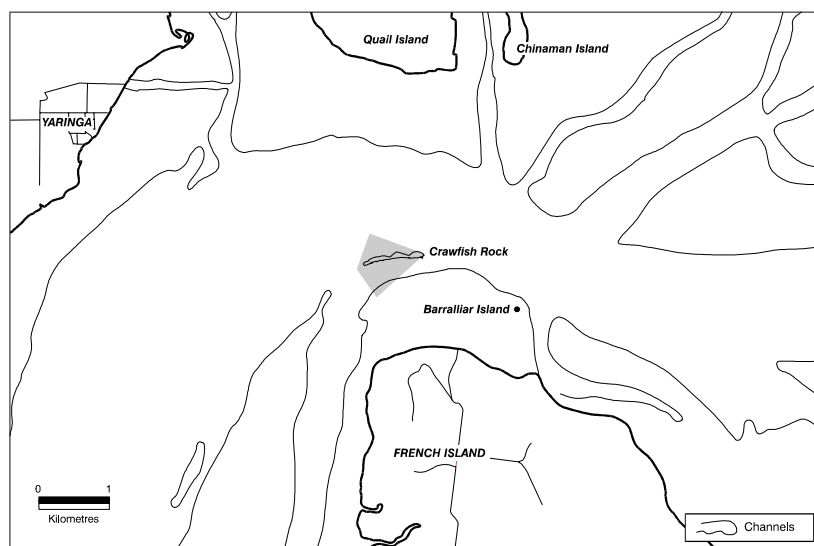 Quail Island
Chinaman Island
YARINGA
Crawfish Rock
Barralliar Island
FRENCH ISLAND
0 1
Kilometres
Channels